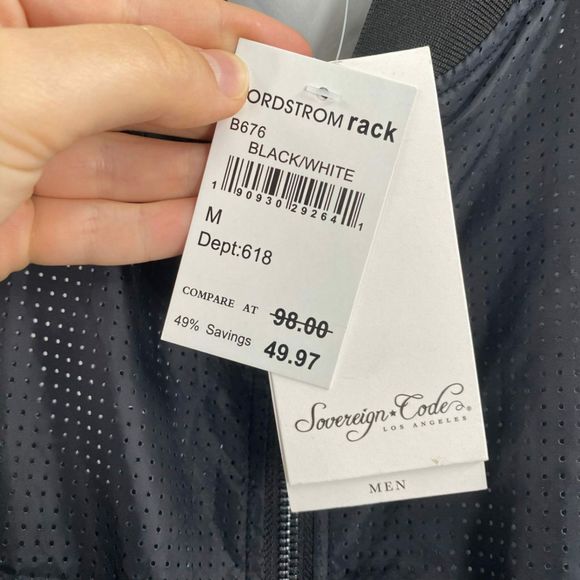 ORDSTROM rack
B676
BLACK/WHITE
1 90930 29264 1
M
Dept:618
COMPARE AT 98.00
49% Savings 49.97
Sovereign Code®
LOS ANGELES
MEN